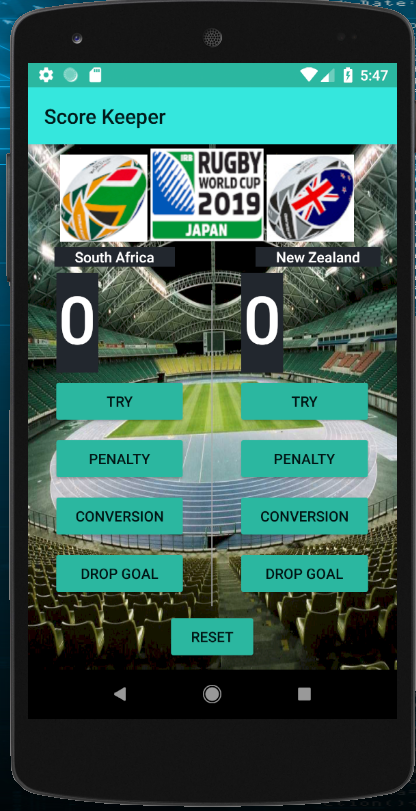 5:47
Score Keeper
IRB
RUGBY
WORLD CUP
2019
JAPAN
South Africa
New Zealand
0
0
TRY
TRY
PENALTY
PENALTY
CONVERSION
CONVERSION
DROP GOAL
DROP GOAL
RESET